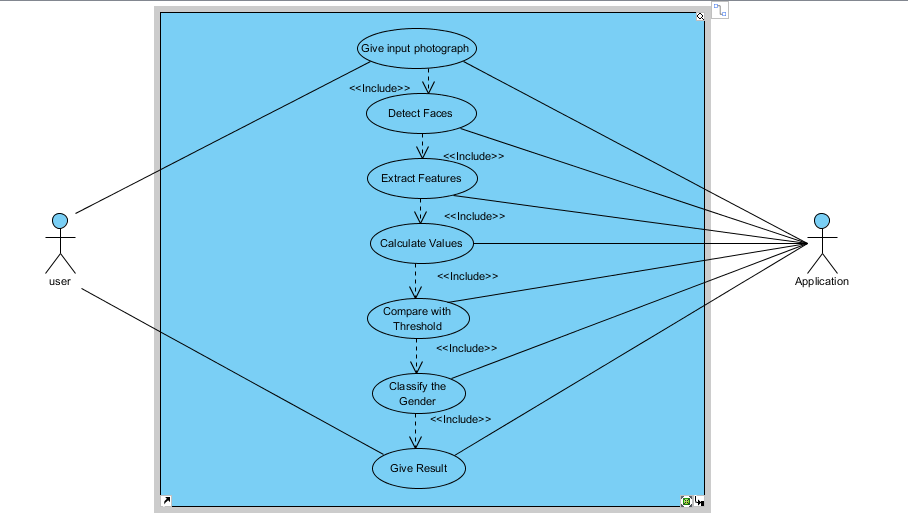 Give input photograph
<<Include>>
Detect Faces
<<Include>>
Extract Features
<<Include>>
Calculate Values
user
Application
<<Include>>
Compare with
Threshold
<<Include>>
Classify the
Gender
<<Include>>
Give Result